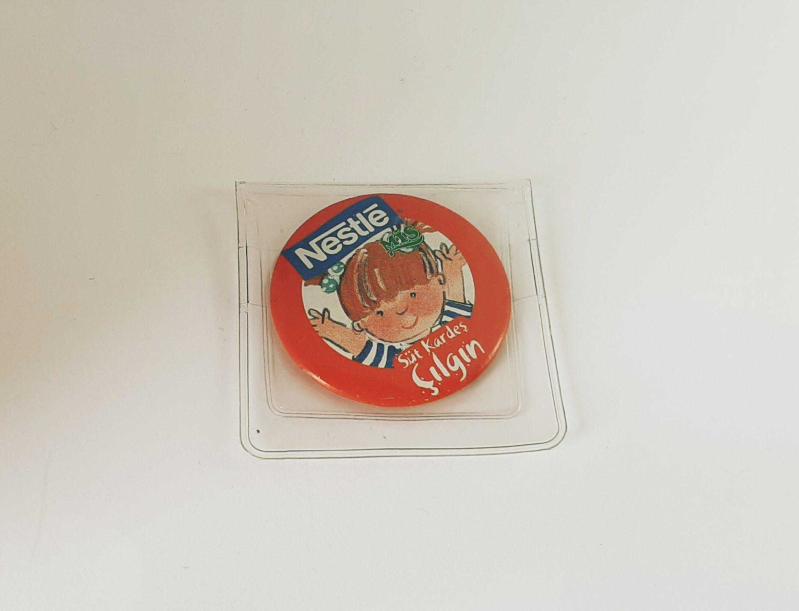 Nestlé
Süt Kardeş
Çılgın